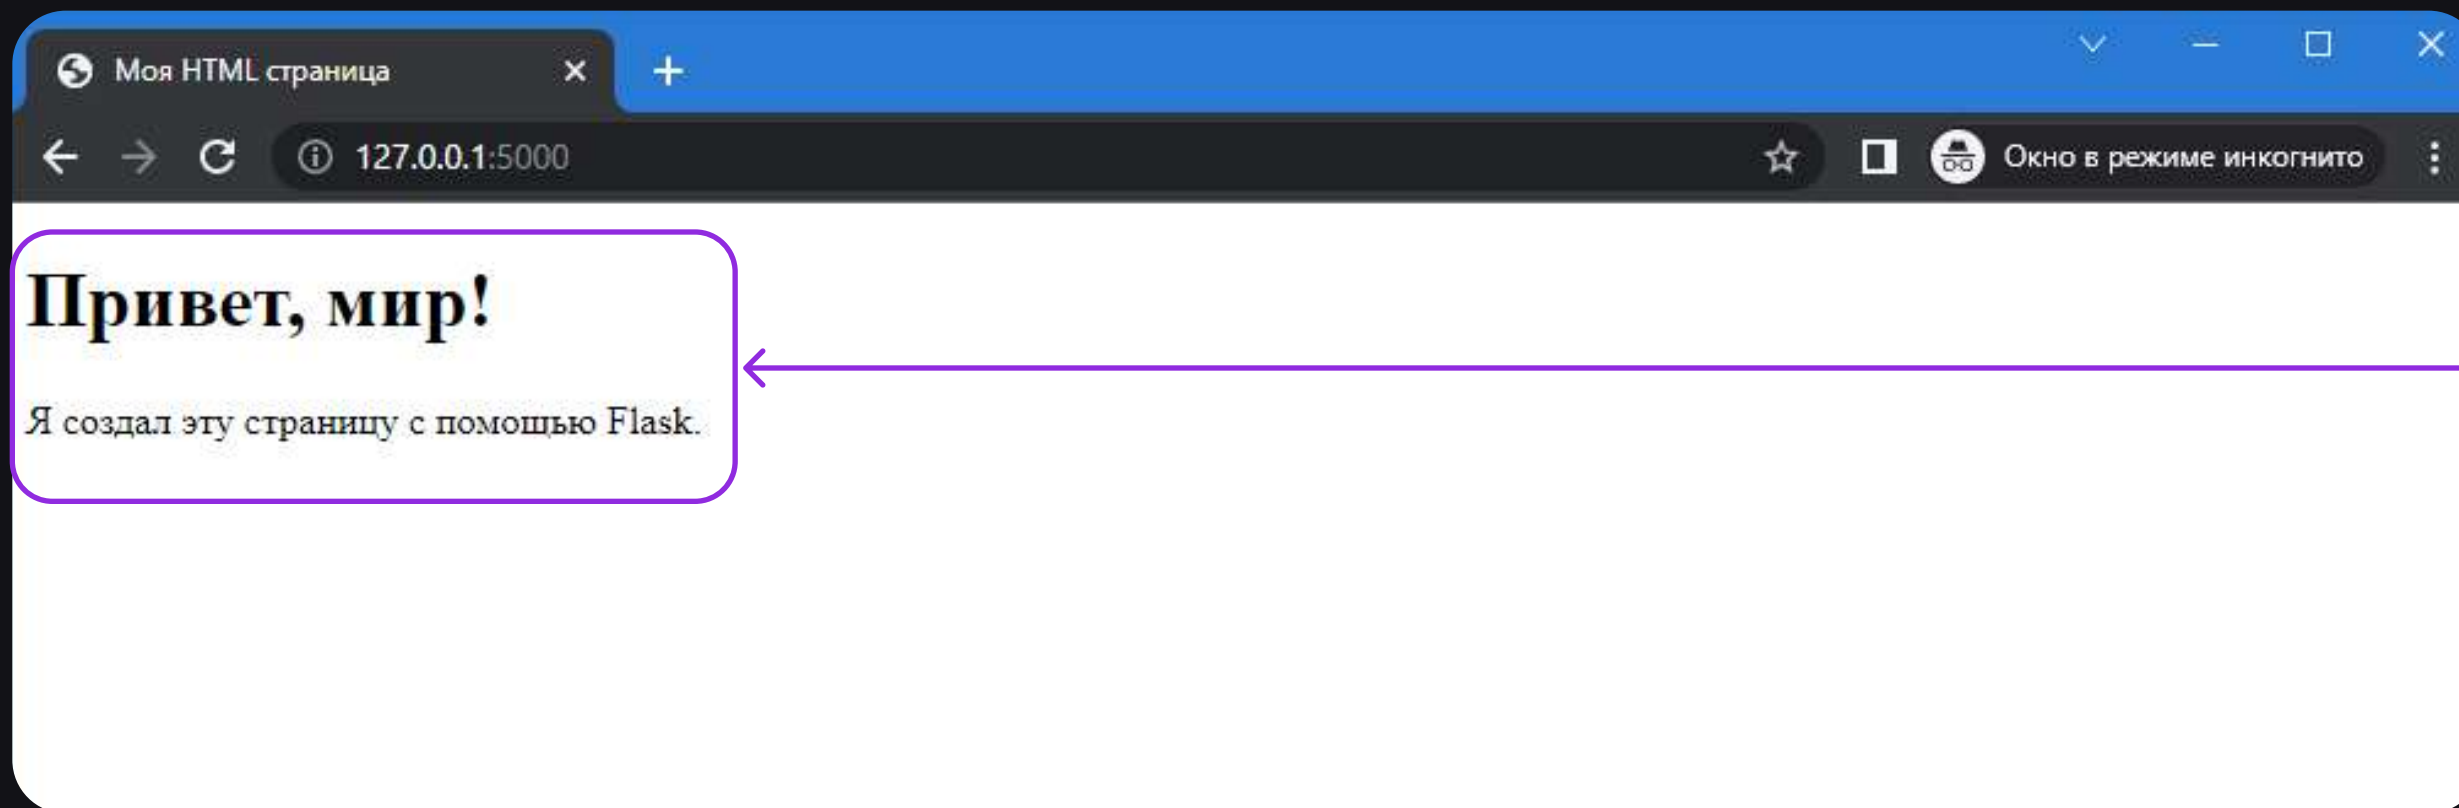 Моя HTML страница
127.0.0.1:5000
Окно в режиме инкогнито
Привет, мир!
Я создал эту страницу с помощью Flask.